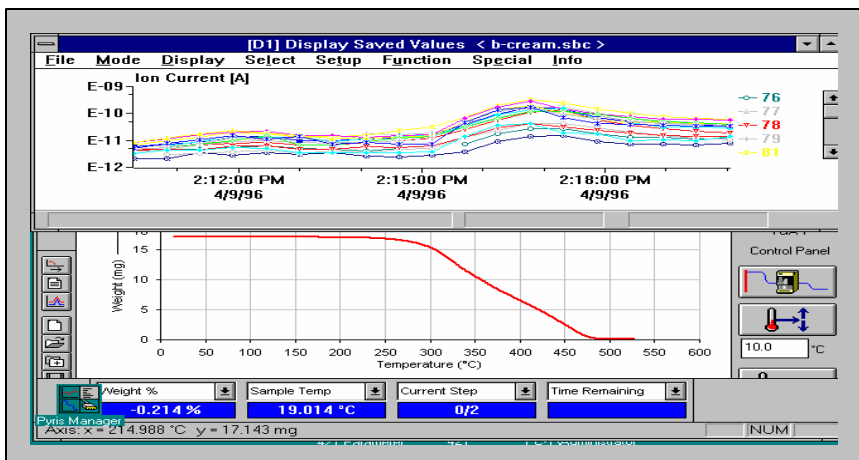 [D1] Display Saved Values < b-cream.sbc >
File Mode Display Select Setup Function Special Info
Ion Current [A]
E-09
E-10
E-11
E-12
76
77
78
79
81
2:12:00 PM 2:15:00 PM 2:18:00 PM
4/9/96 4/9/96 4/9/96
Weight (mg)
15
10
5
0
0 50 100 150 200 250 300 350 400 450 500 550 600
Temperature (°C)
Control Panel
10.0 °C
Weight % Sample Temp Current Step Time Remaining
-0.214 % 19.014 °C 0/2
Pyris Manager
Axis: x = 214.988 °C y = 17.143 mg NUM